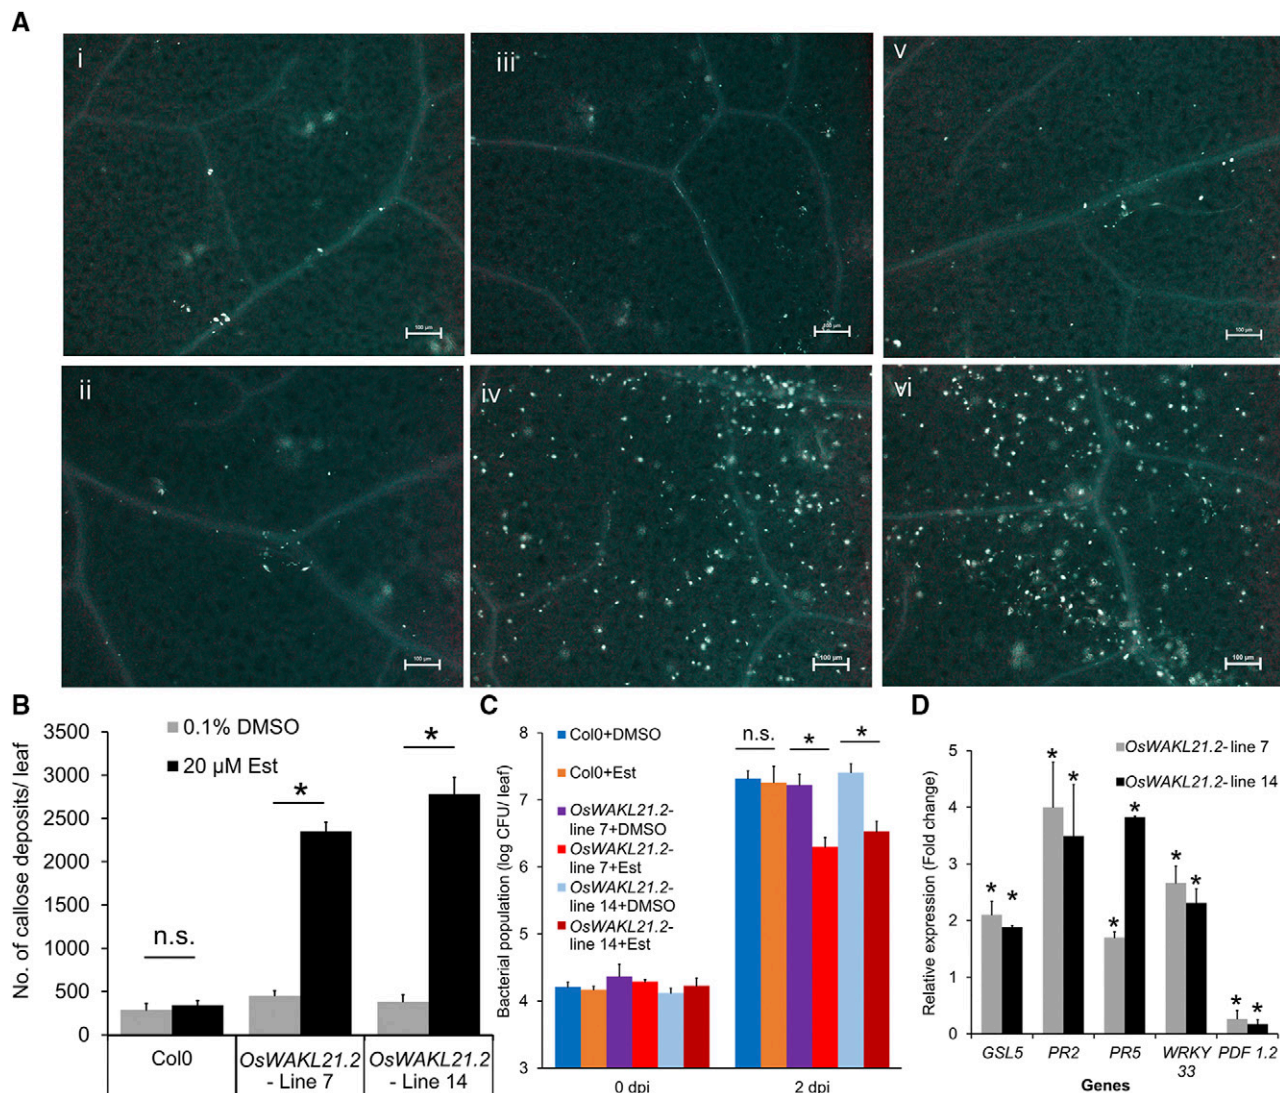 A
i
iii
v
100 µm
100 µm
100 µm
ii
iv
vi
100 µm
100 µm
100 µm
B
0.1% DMSO
20 µM Est
No. of callose deposits/ leaf
3500
3000
2500
2000
1500
1000
500
0
n.s.
*
*
Col0
OsWAKL21.2
- Line 7
OsWAKL21.2
- Line 14
C
Bacterial population (log CFU/ leaf)
8
7
6
5
4
3
Col0+DMSO
Col0+Est
OsWAKL21.2-
line 7+DMSO
OsWAKL21.2-
line 7+Est
OsWAKL21.2-
line 14+DMSO
OsWAKL21.2-
line 14+Est
n.s.
*
*
0 dpi
2 dpi
D
OsWAKL21.2- line 7
OsWAKL21.2- line 14
Relative expression (Fold change)
5
4
3
2
1
0
* *
* *
* *
* *
* *
GSL5
PR2
PR5
WRKY
33
PDF 1.2
Genes